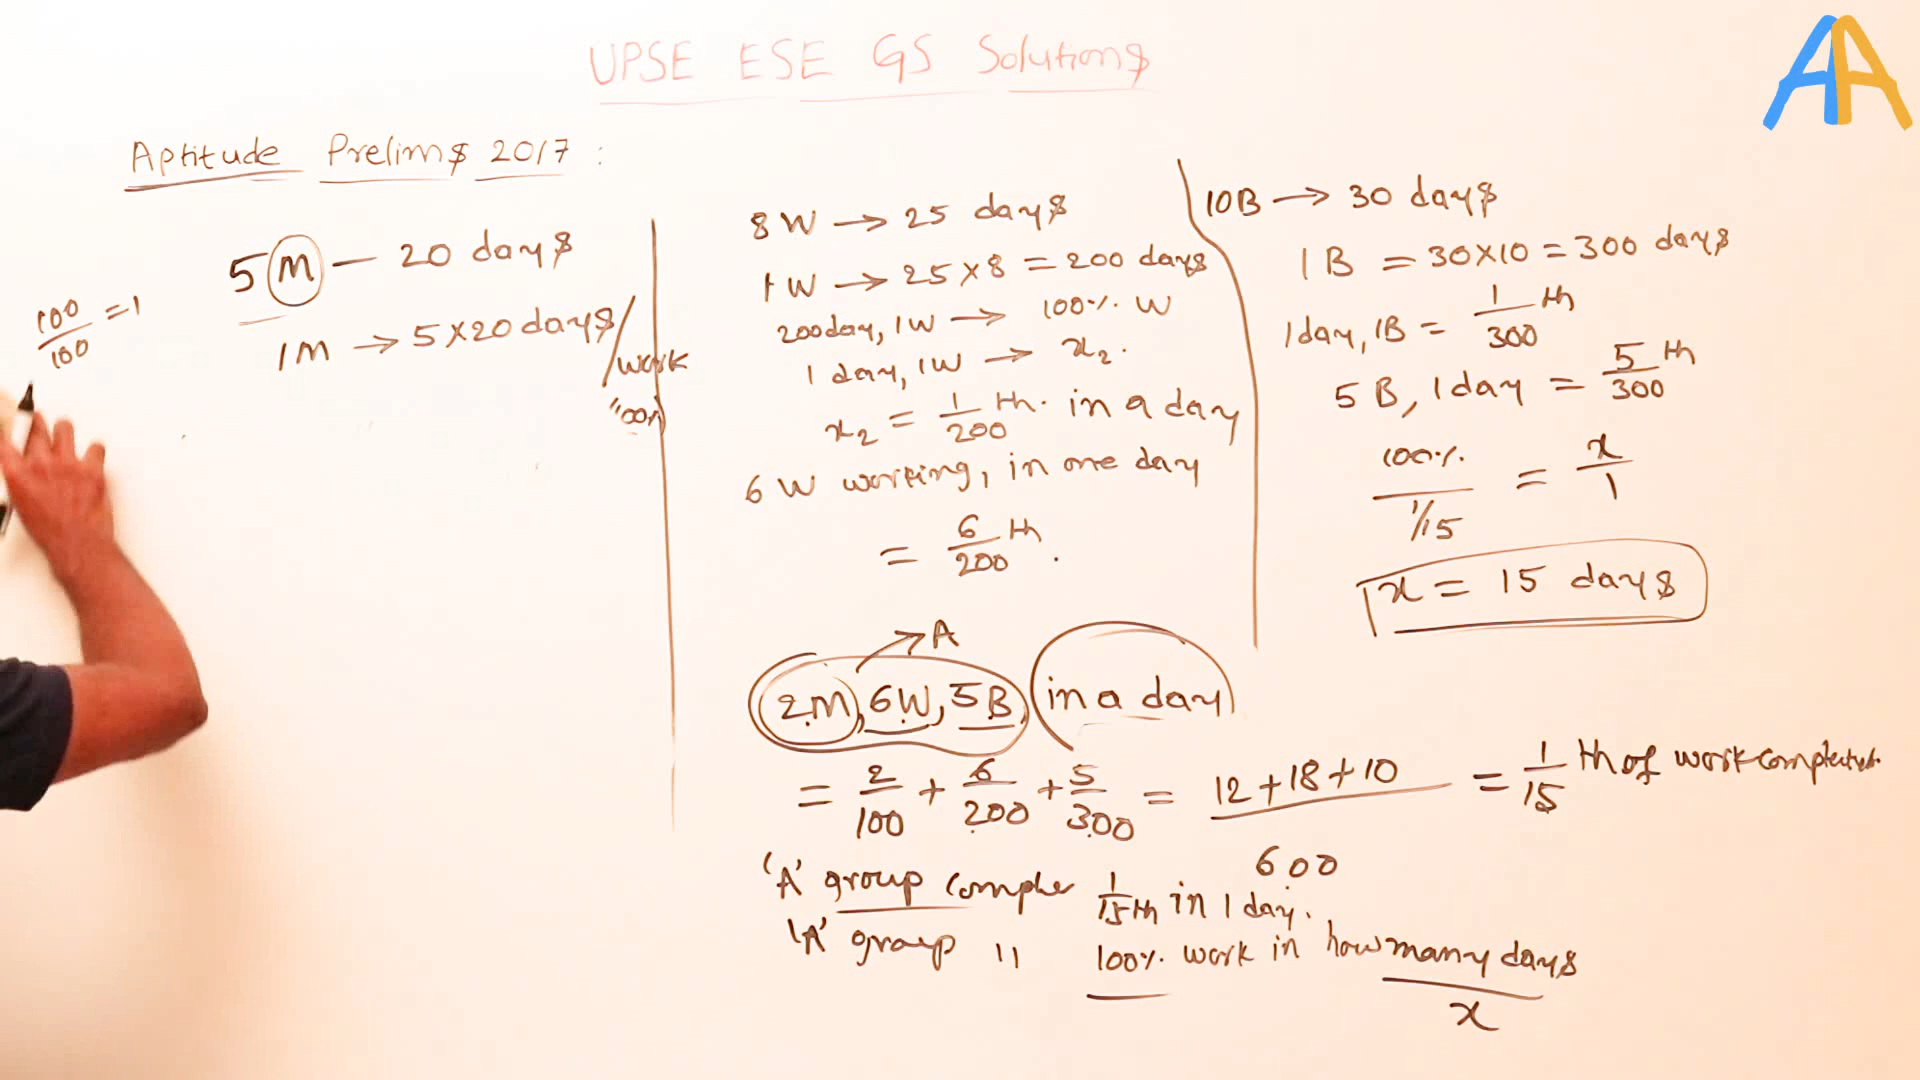 UPSE ESE GS Solutions
AA
Aptitude Prelims 2017 :
5 M — 20 days
100/100 = 1
1M → 5×20 days/work
100%
8 W → 25 days
1 W → 25×8 = 200 days
200day, 1W → 100% W
1 day, 1W → x₂.
x₂ = 1/200 th. in a day
6 W working, in one day
= 6/200 th.
10B → 30 days
1 B = 30×10 = 300 days
1day, 1B = 1/300 th
5 B, 1day = 5/300 th
100%/1/15 = x/1
x = 15 days
A
2M, 6W, 5B, in a day
= 2/100 + 6/200 + 5/300 = 12+18+10/600 = 1/15 th of work completed.
'A' group comple 1/15th in 1 day.
'A' group 11 100% work in how many days
x